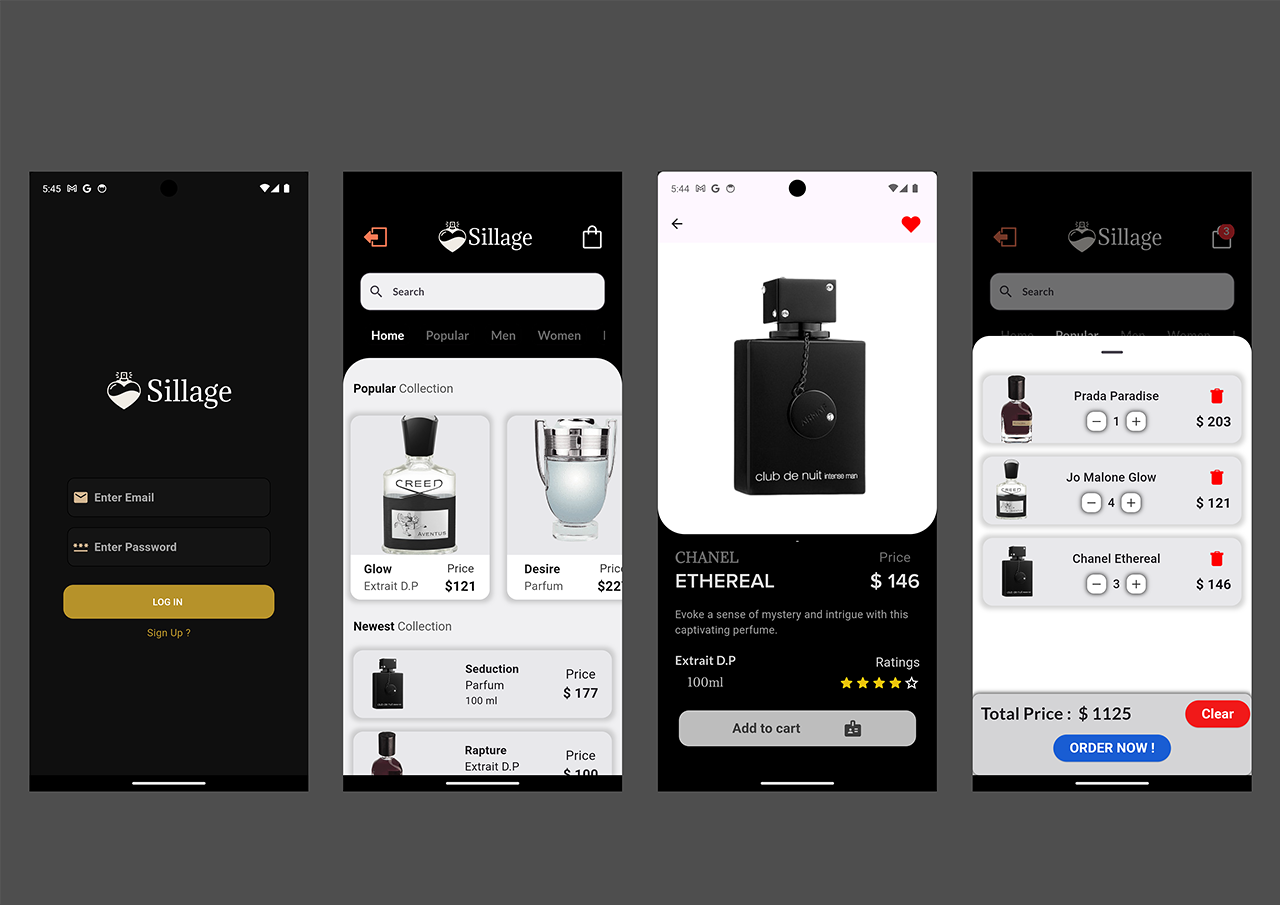 5:45
Sillage
Enter Email
Enter Password
LOG IN
Sign Up ?
Sillage
Search
Home Popular Men Women
Popular Collection
CREED
AVENTUS
Glow Price
Extrait D.P $121
Desire
Parfum
Newest Collection
Seduction Price
Parfum $ 177
100 ml
Rapture Price
Extrait D.P $ 100
5:44
club de nuit intense man
CHANEL Price
ETHEREAL $ 146
Evoke a sense of mystery and intrigue with this
captivating perfume.
Extrait D.P Ratings
100ml
Add to cart
Sillage 3
Search
Home Popular Men Women
Prada Paradise
1 $ 203
Jo Malone Glow
4 $ 121
Chanel Ethereal
3 $ 146
Total Price : $ 1125 Clear
ORDER NOW !